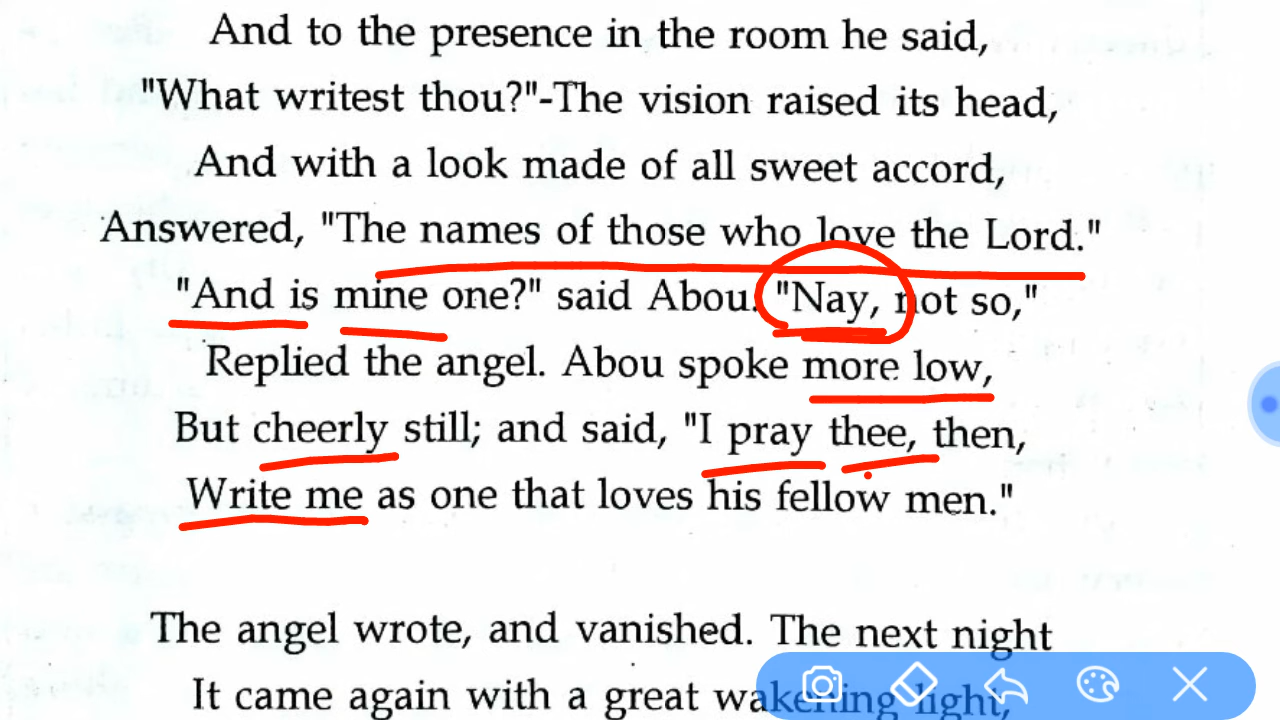 And to the presence in the room he said,
"What writest thou?"-The vision raised its head,
And with a look made of all sweet accord,
Answered, "The names of those who love the Lord."
"And is mine one?" said Abou. "Nay, not so,"
Replied the angel. Abou spoke more low,
But cheerly still; and said, "I pray thee, then,
Write me as one that loves his fellow men."
The angel wrote, and vanished. The next night
It came again with a great wakening light,